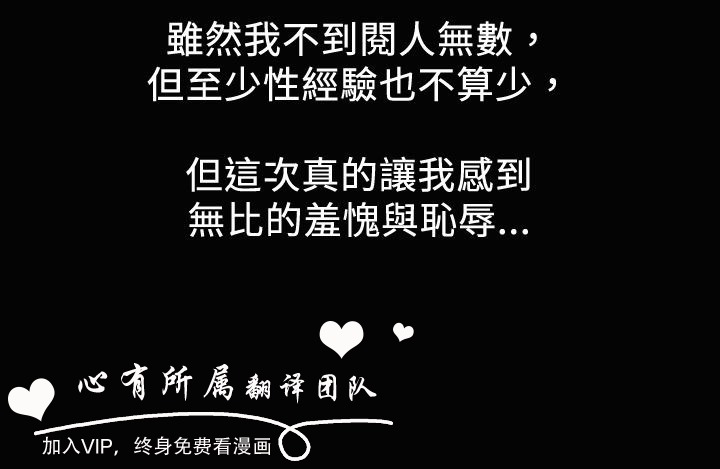 雖然我不到閱人無數，
但至少性經驗也不算少，
但這次真的讓我感到
無比的羞愧與恥辱...
心有所属翻译团队
加入VIP，终身免费看漫画